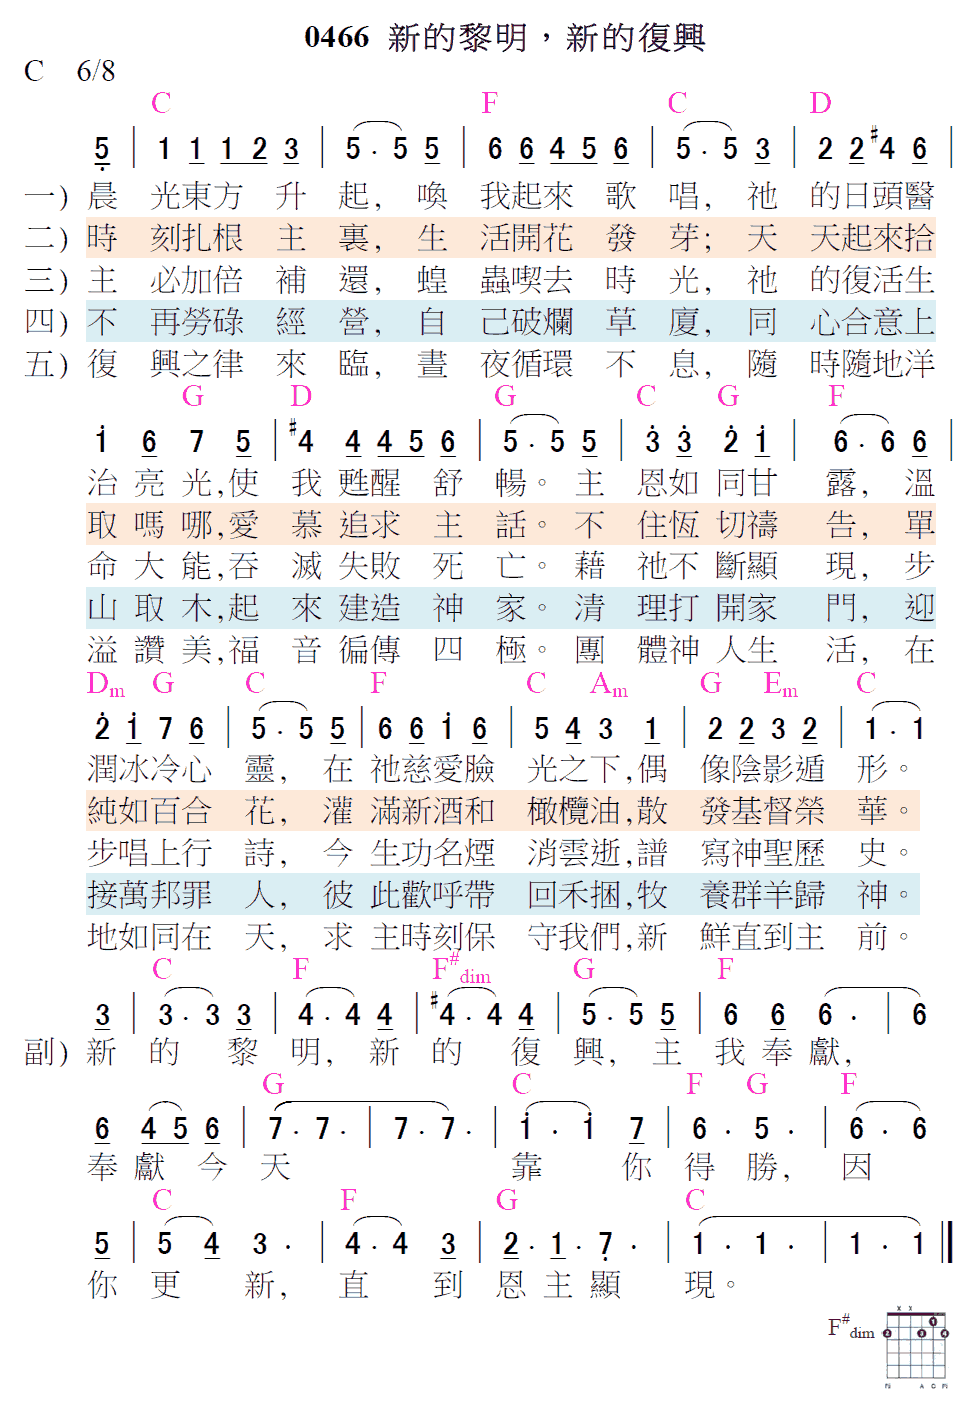 0466 新的黎明，新的復興
C 6/8
C F C D
5 | 1 1 1 2 3 | 5 · 5 5 | 6 6 4 5 6 | 5 · 5 3 | 2 2 #4 6 |
一) 晨 光東方 升 起, 喚 我起來 歌 唱, 祂 的日頭醫
二) 時 刻扎根 主 裏, 生 活開花 發 芽; 天 天起來拾
三) 主 必加倍 補 還, 蝗 蟲喫去 時 光, 祂 的復活生
四) 不 再勞碌 經 營, 自 己破爛 草 廈, 同 心合意上
五) 復 興之律 來 臨, 晝 夜循環 不 息, 隨 時隨地洋
G D G C G F
1 6 7 5 | #4 4 4 5 6 | 5 · 5 5 | 3 3 2 1 | 6 · 6 6 |
治 亮 光,使 我 甦醒 舒 暢。主 恩如 同甘 露, 溫
取 嗎 哪,愛 慕 追求 主 話。不 住恆 切禱 告, 單
命 大 能,吞 滅 失敗 死 亡。藉 祂不 斷顯 現, 步
山 取 木,起 來 建造 神 家。清 理打 開家 門, 迎
溢 讚 美,福 音 徧傳 四 極。團 體神 人生 活, 在
Dm G C F C Am G Em C
2 1 7 6 | 5 · 5 5 | 6 6 1 6 | 5 4 3 1 | 2 2 3 2 | 1 · 1
潤冰冷心 靈, 在 祂慈愛臉 光之下,偶 像陰影遁 形。
純如百合 花, 灌 滿新酒和 橄欖油,散 發基督榮 華。
步唱上行 詩, 今 生功名煙 消雲逝,譜 寫神聖歷 史。
接萬邦罪 人, 彼 此歡呼帶 回禾捆,牧 養群羊歸 神。
地如同在 天, 求 主時刻保 守我們,新 鮮直到主 前。
C F F#dim G F
3 | 3 · 3 3 | 4 · 4 4 | #4 · 4 4 | 5 · 5 5 | 6 6 6 · | 6
副) 新 的 黎 明, 新 的 復 興, 主 我 奉 獻,
G C F G F
6 4 5 6 | 7 · 7 · | 7 · 7 · | 1 · 1 7 | 6 · 5 · | 6 · 6
奉 獻 今 天 靠 你 得 勝, 因
C F G C
5 | 5 4 3 · | 4 · 4 3 | 2 · 1 · 7 · | 1 · 1 · | 1 · 1 ‖
你 更 新, 直 到 恩 主 顯 現。
F#dim
x x
1
2 3 4